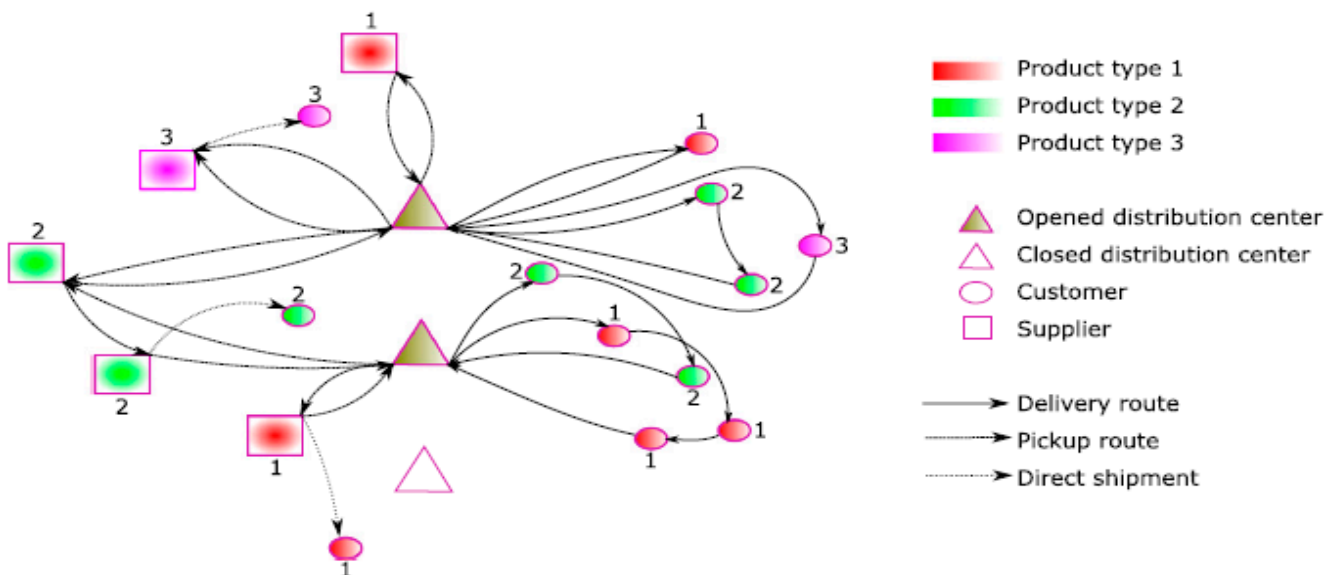 1
3
3
1
2
3
2
2
2
2
1
2
2
1
1
1
1
Product type 1
Product type 2
Product type 3
Opened distribution center
Closed distribution center
Customer
Supplier
Delivery route
Pickup route
Direct shipment